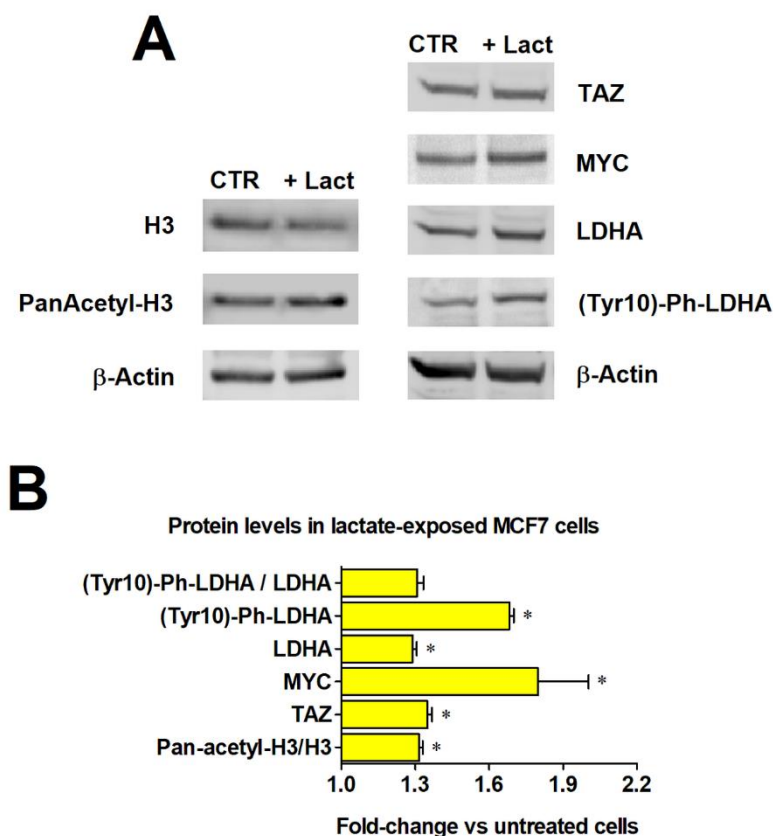 A
CTR + Lact
H3
PanAcetyl-H3
β-Actin
CTR + Lact
TAZ
MYC
LDHA
(Tyr10)-Ph-LDHA
β-Actin
B
Protein levels in lactate-exposed MCF7 cells
(Tyr10)-Ph-LDHA / LDHA
(Tyr10)-Ph-LDHA *
LDHA *
MYC *
TAZ *
Pan-acetyl-H3/H3 *
1.0 1.3 1.6 1.9 2.2
Fold-change vs untreated cells